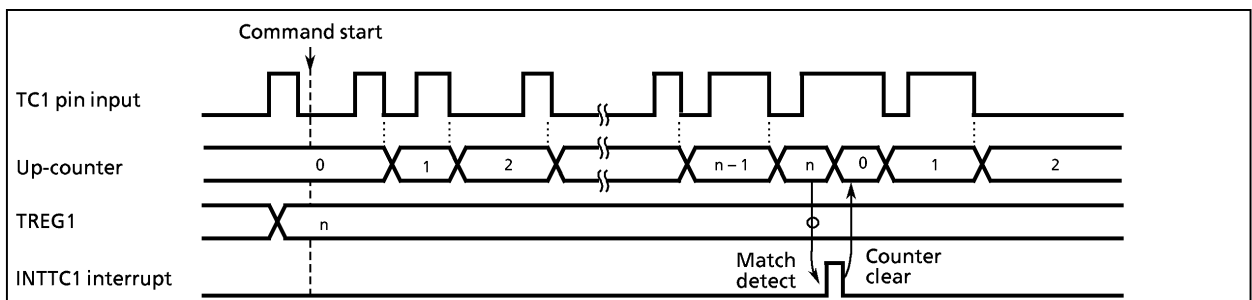 Command start
TC1 pin input
Up-counter
0 1 2 n – 1 n 0 1 2
TREG1
n
Match
detect
Counter
clear
INTTC1 interrupt